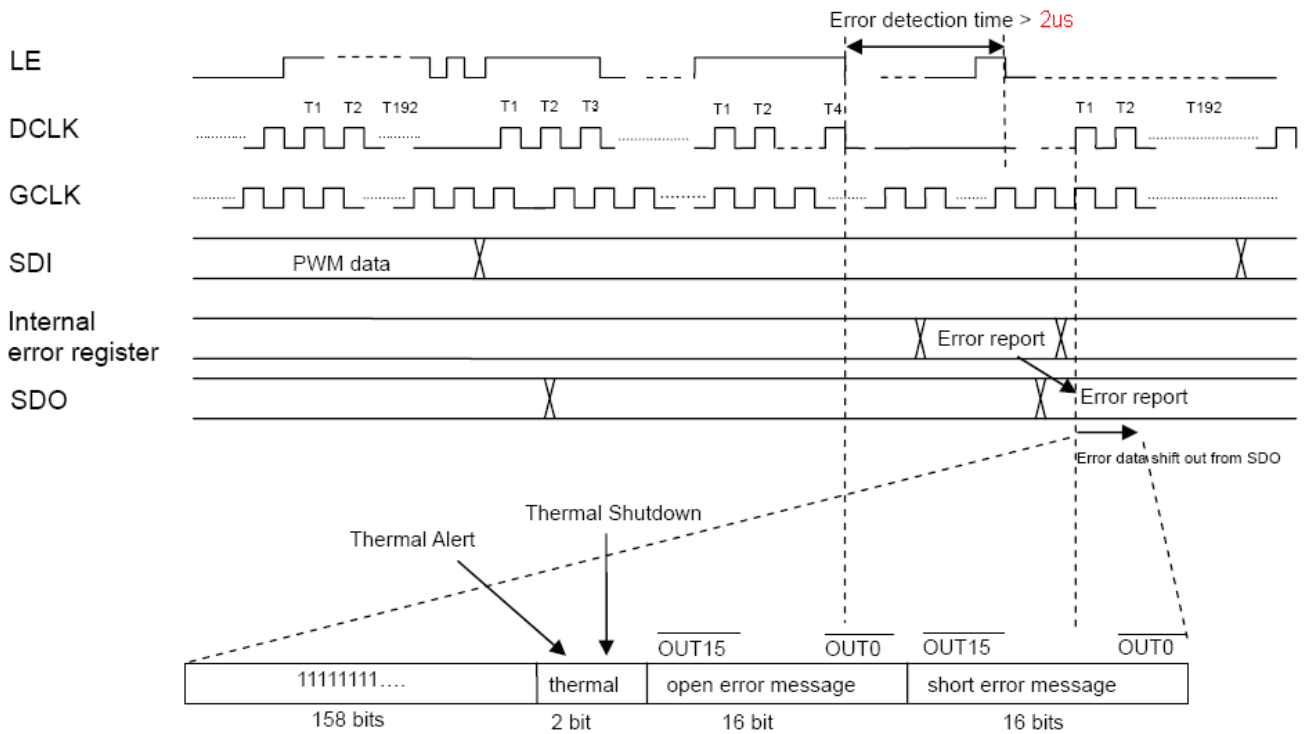 Error detection time > 2us
LE
T1 T2 T192 T1 T2 T3 T1 T2 T4 T1 T2 T192
DCLK
GCLK
SDI
PWM data
Internal
error register
Error report
SDO
Error report
Error data shift out from SDO
Thermal Shutdown
Thermal Alert
OUT15 OUT0 OUT15 OUT0
11111111.... thermal open error message short error message
158 bits 2 bit 16 bit 16 bits